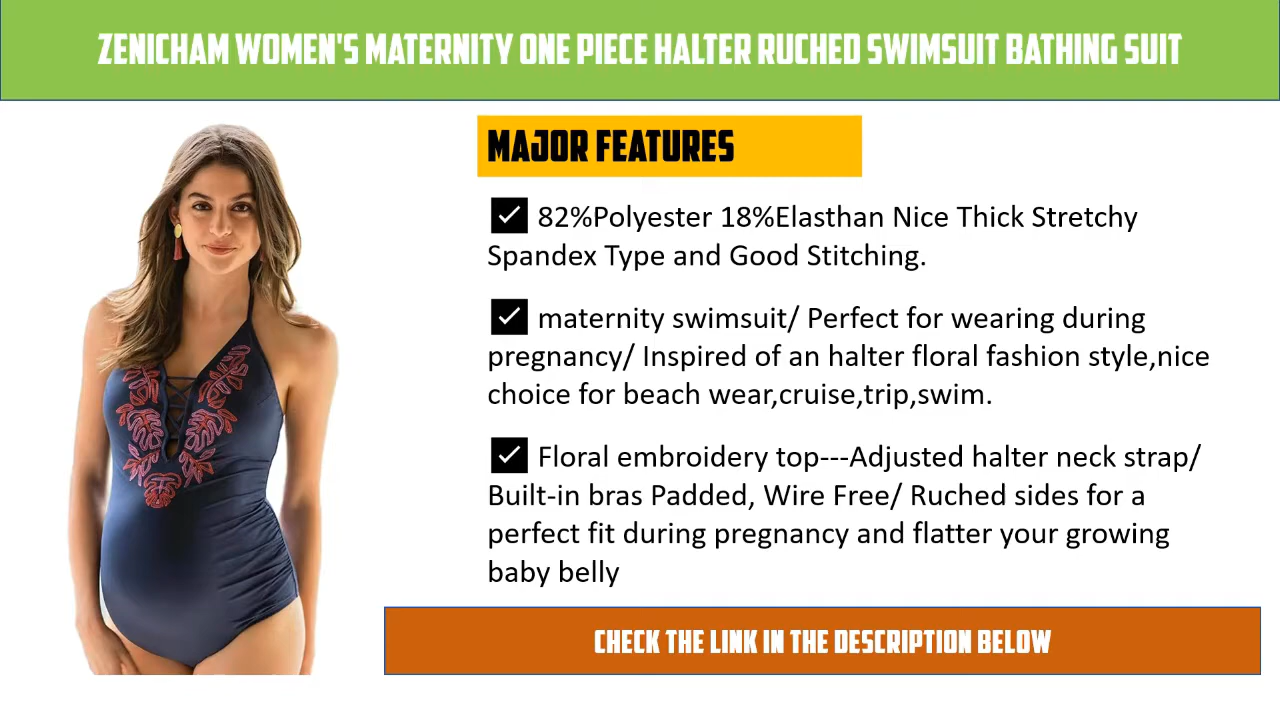 ZENICHAM WOMEN'S MATERNITY ONE PIECE HALTER RUCHED SWIMSUIT BATHING SUIT
MAJOR FEATURES
82%Polyester 18%Elasthan Nice Thick Stretchy
Spandex Type and Good Stitching.
maternity swimsuit/ Perfect for wearing during
pregnancy/ Inspired of an halter floral fashion style,nice
choice for beach wear,cruise,trip,swim.
Floral embroidery top---Adjusted halter neck strap/
Built-in bras Padded, Wire Free/ Ruched sides for a
perfect fit during pregnancy and flatter your growing
baby belly
CHECK THE LINK IN THE DESCRIPTION BELOW